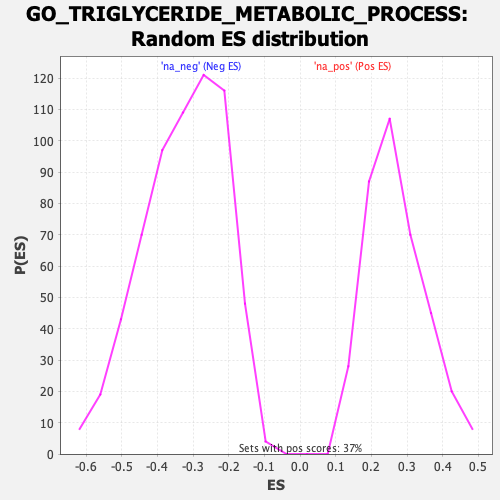 GO_TRIGLYCERIDE_METABOLIC_PROCESS:
Random ES distribution
'na_neg' (Neg ES) 'na_pos' (Pos ES)
120
110
100
90
80
70
60
50
40
30
20
10
0
P(ES)
Sets with pos scores: 37%
-0.6 -0.5 -0.4 -0.3 -0.2 -0.1 0.0 0.1 0.2 0.3 0.4 0.5
ES